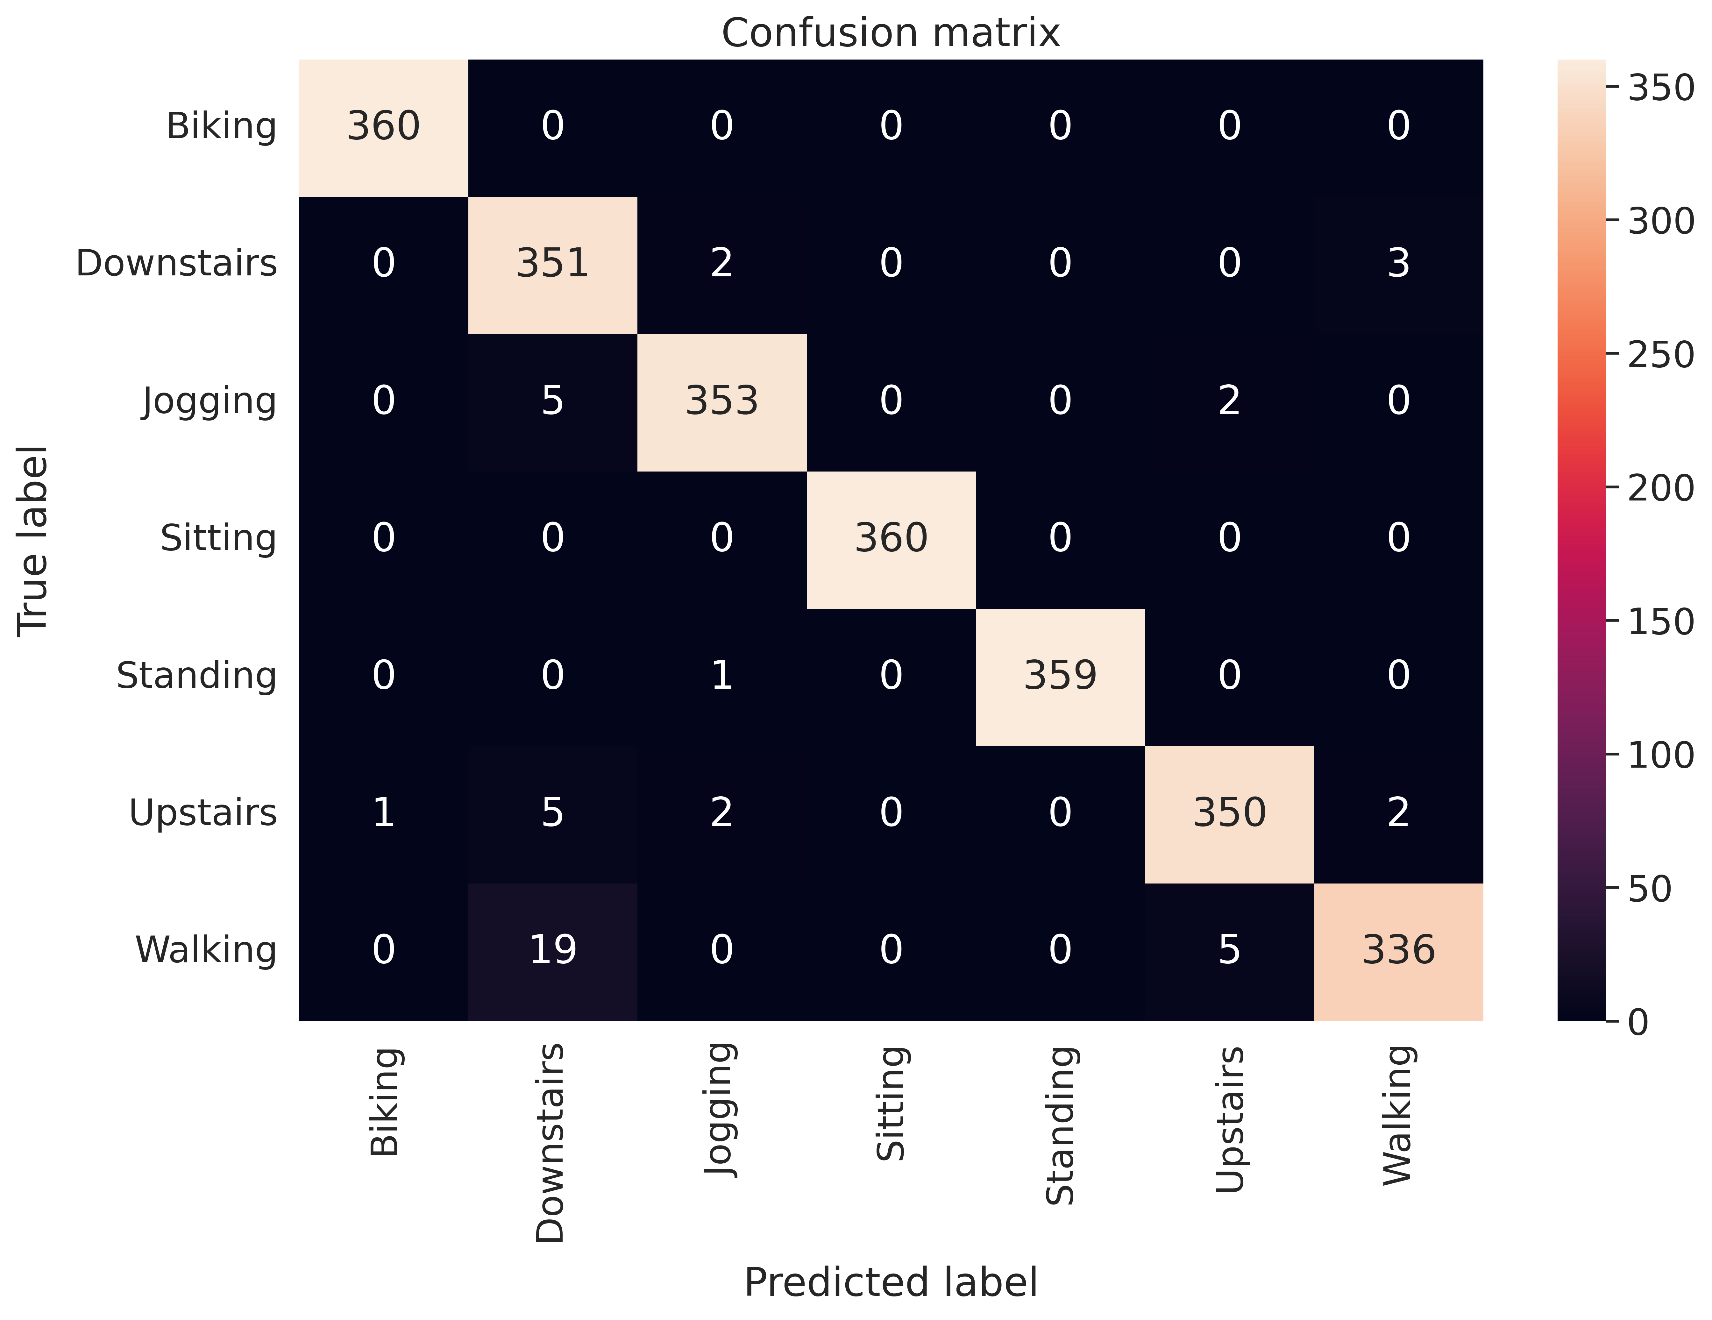 Confusion matrix
Biking 360 0 0 0 0 0 0
Downstairs 0 351 2 0 0 0 3
Jogging 0 5 353 0 0 2 0
Sitting 0 0 0 360 0 0 0
Standing 0 0 1 0 359 0 0
Upstairs 1 5 2 0 0 350 2
Walking 0 19 0 0 0 5 336
True label
Biking
Downstairs
Jogging
Sitting
Standing
Upstairs
Walking
Predicted label
350
300
250
200
150
100
50
0